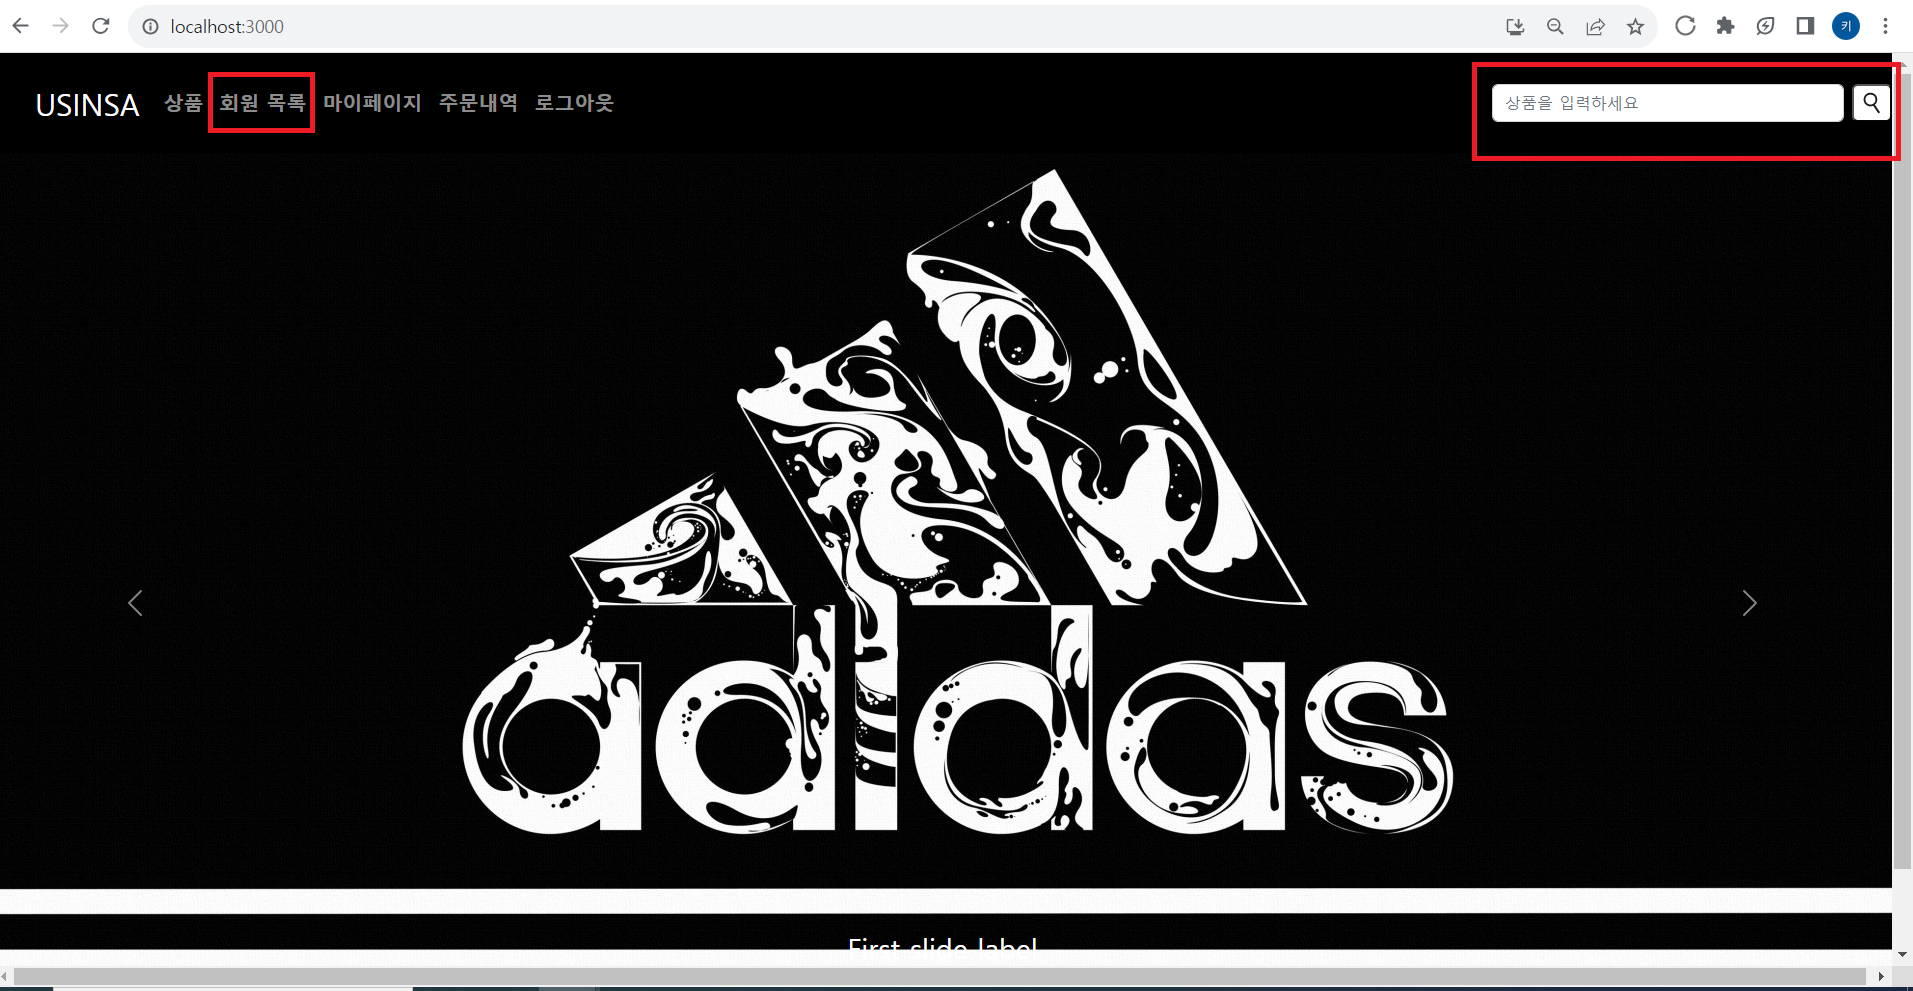 localhost:3000
키
USINSA 상품 회원 목록 마이페이지 주문내역 로그아웃
상품을 입력하세요
adidas
First slide label